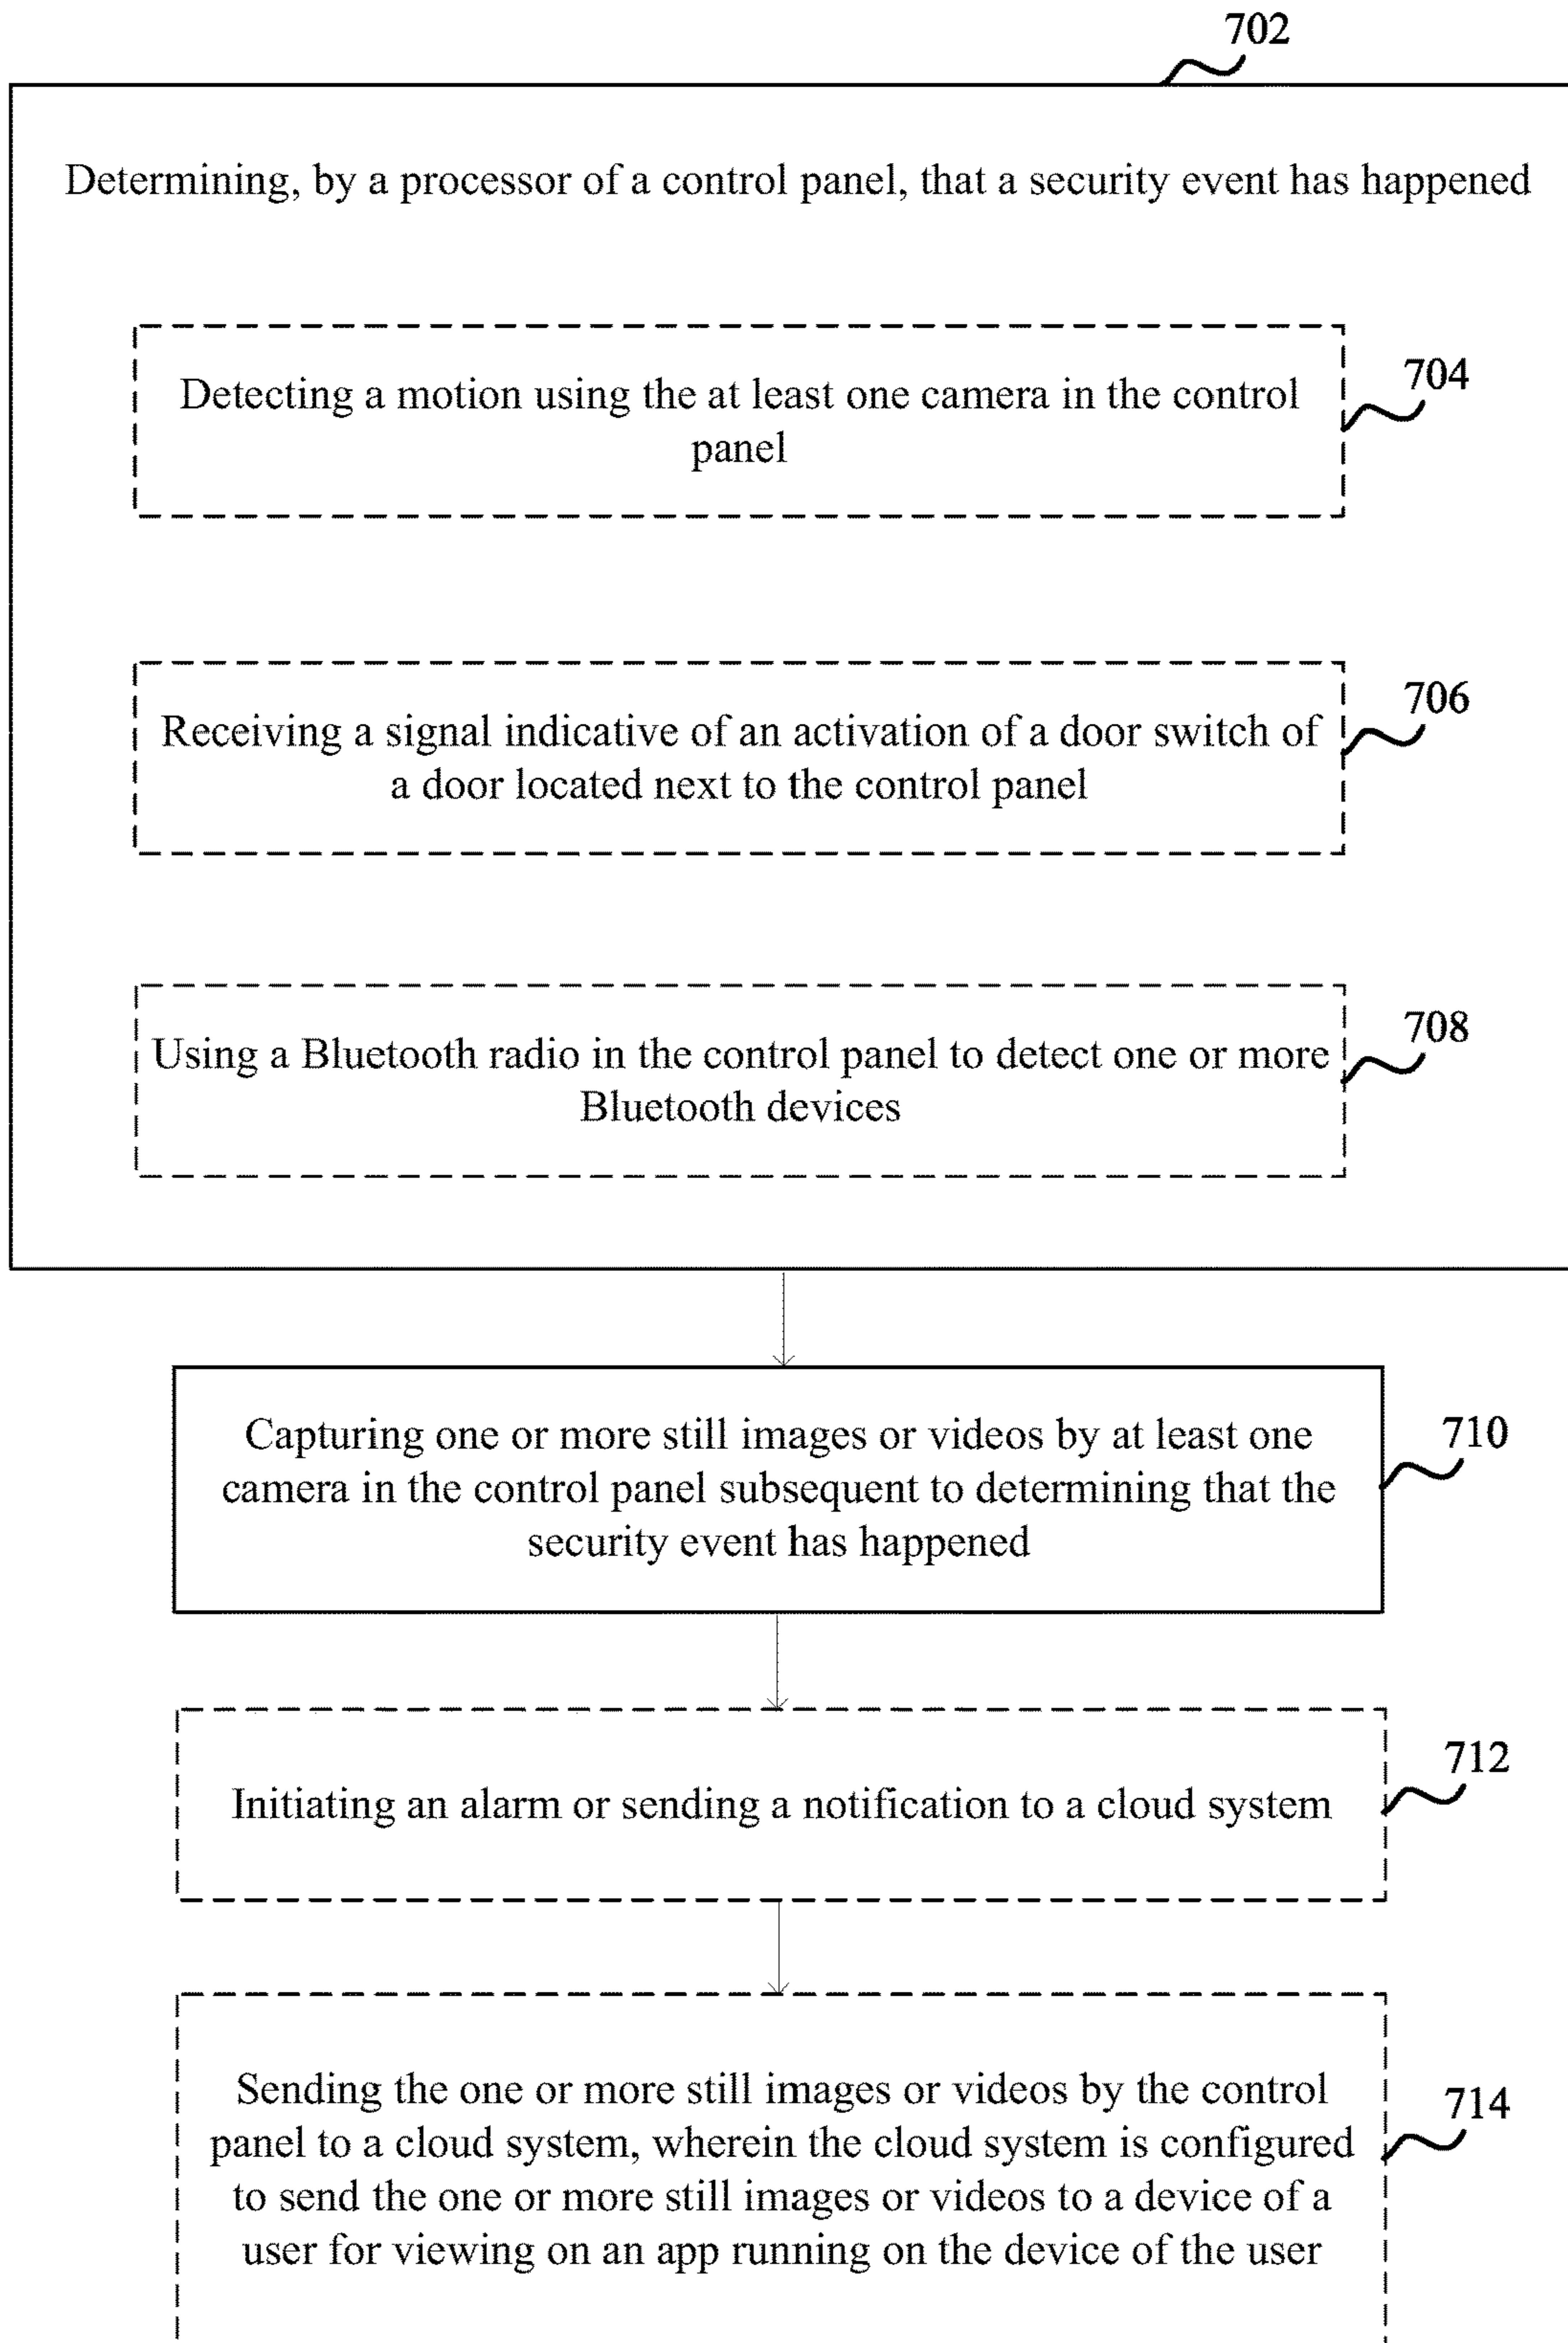 702
Determining, by a processor of a control panel, that a security event has happened
704
Detecting a motion using the at least one camera in the control
panel
706
Receiving a signal indicative of an activation of a door switch of
a door located next to the control panel
708
Using a Bluetooth radio in the control panel to detect one or more
Bluetooth devices
710
Capturing one or more still images or videos by at least one
camera in the control panel subsequent to determining that the
security event has happened
712
Initiating an alarm or sending a notification to a cloud system
714
Sending the one or more still images or videos by the control
panel to a cloud system, wherein the cloud system is configured
to send the one or more still images or videos to a device of a
user for viewing on an app running on the device of the user